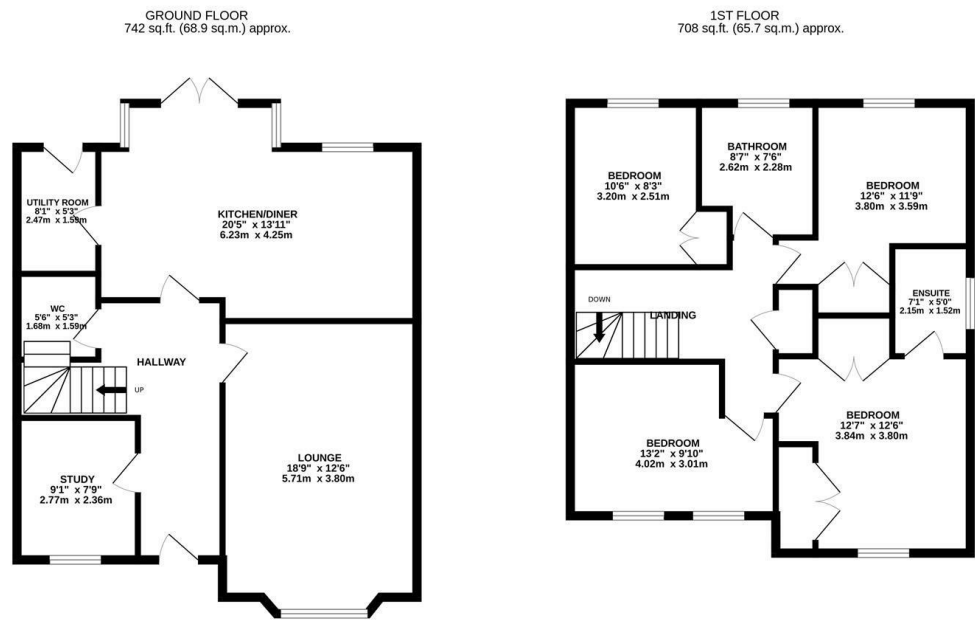 GROUND FLOOR
742 sq.ft. (68.9 sq.m.) approx.
UTILITY ROOM
8'1" x 5'3"
2.47m x 1.59m
KITCHEN/DINER
20'5" x 13'11"
6.23m x 4.25m
WC
5'6" x 5'3"
1.68m x 1.59m
HALLWAY
UP
STUDY
9'1" x 7'9"
2.77m x 2.36m
LOUNGE
18'9" x 12'6"
5.71m x 3.80m
1ST FLOOR
708 sq.ft. (65.7 sq.m.) approx.
BEDROOM
10'6" x 8'3"
3.20m x 2.51m
BATHROOM
8'7" x 7'6"
2.62m x 2.28m
BEDROOM
12'6" x 11'9"
3.80m x 3.59m
ENSUITE
7'1" x 5'0"
2.15m x 1.52m
DOWN
LANDING
BEDROOM
13'2" x 9'10"
4.02m x 3.01m
BEDROOM
12'7" x 12'6"
3.84m x 3.80m